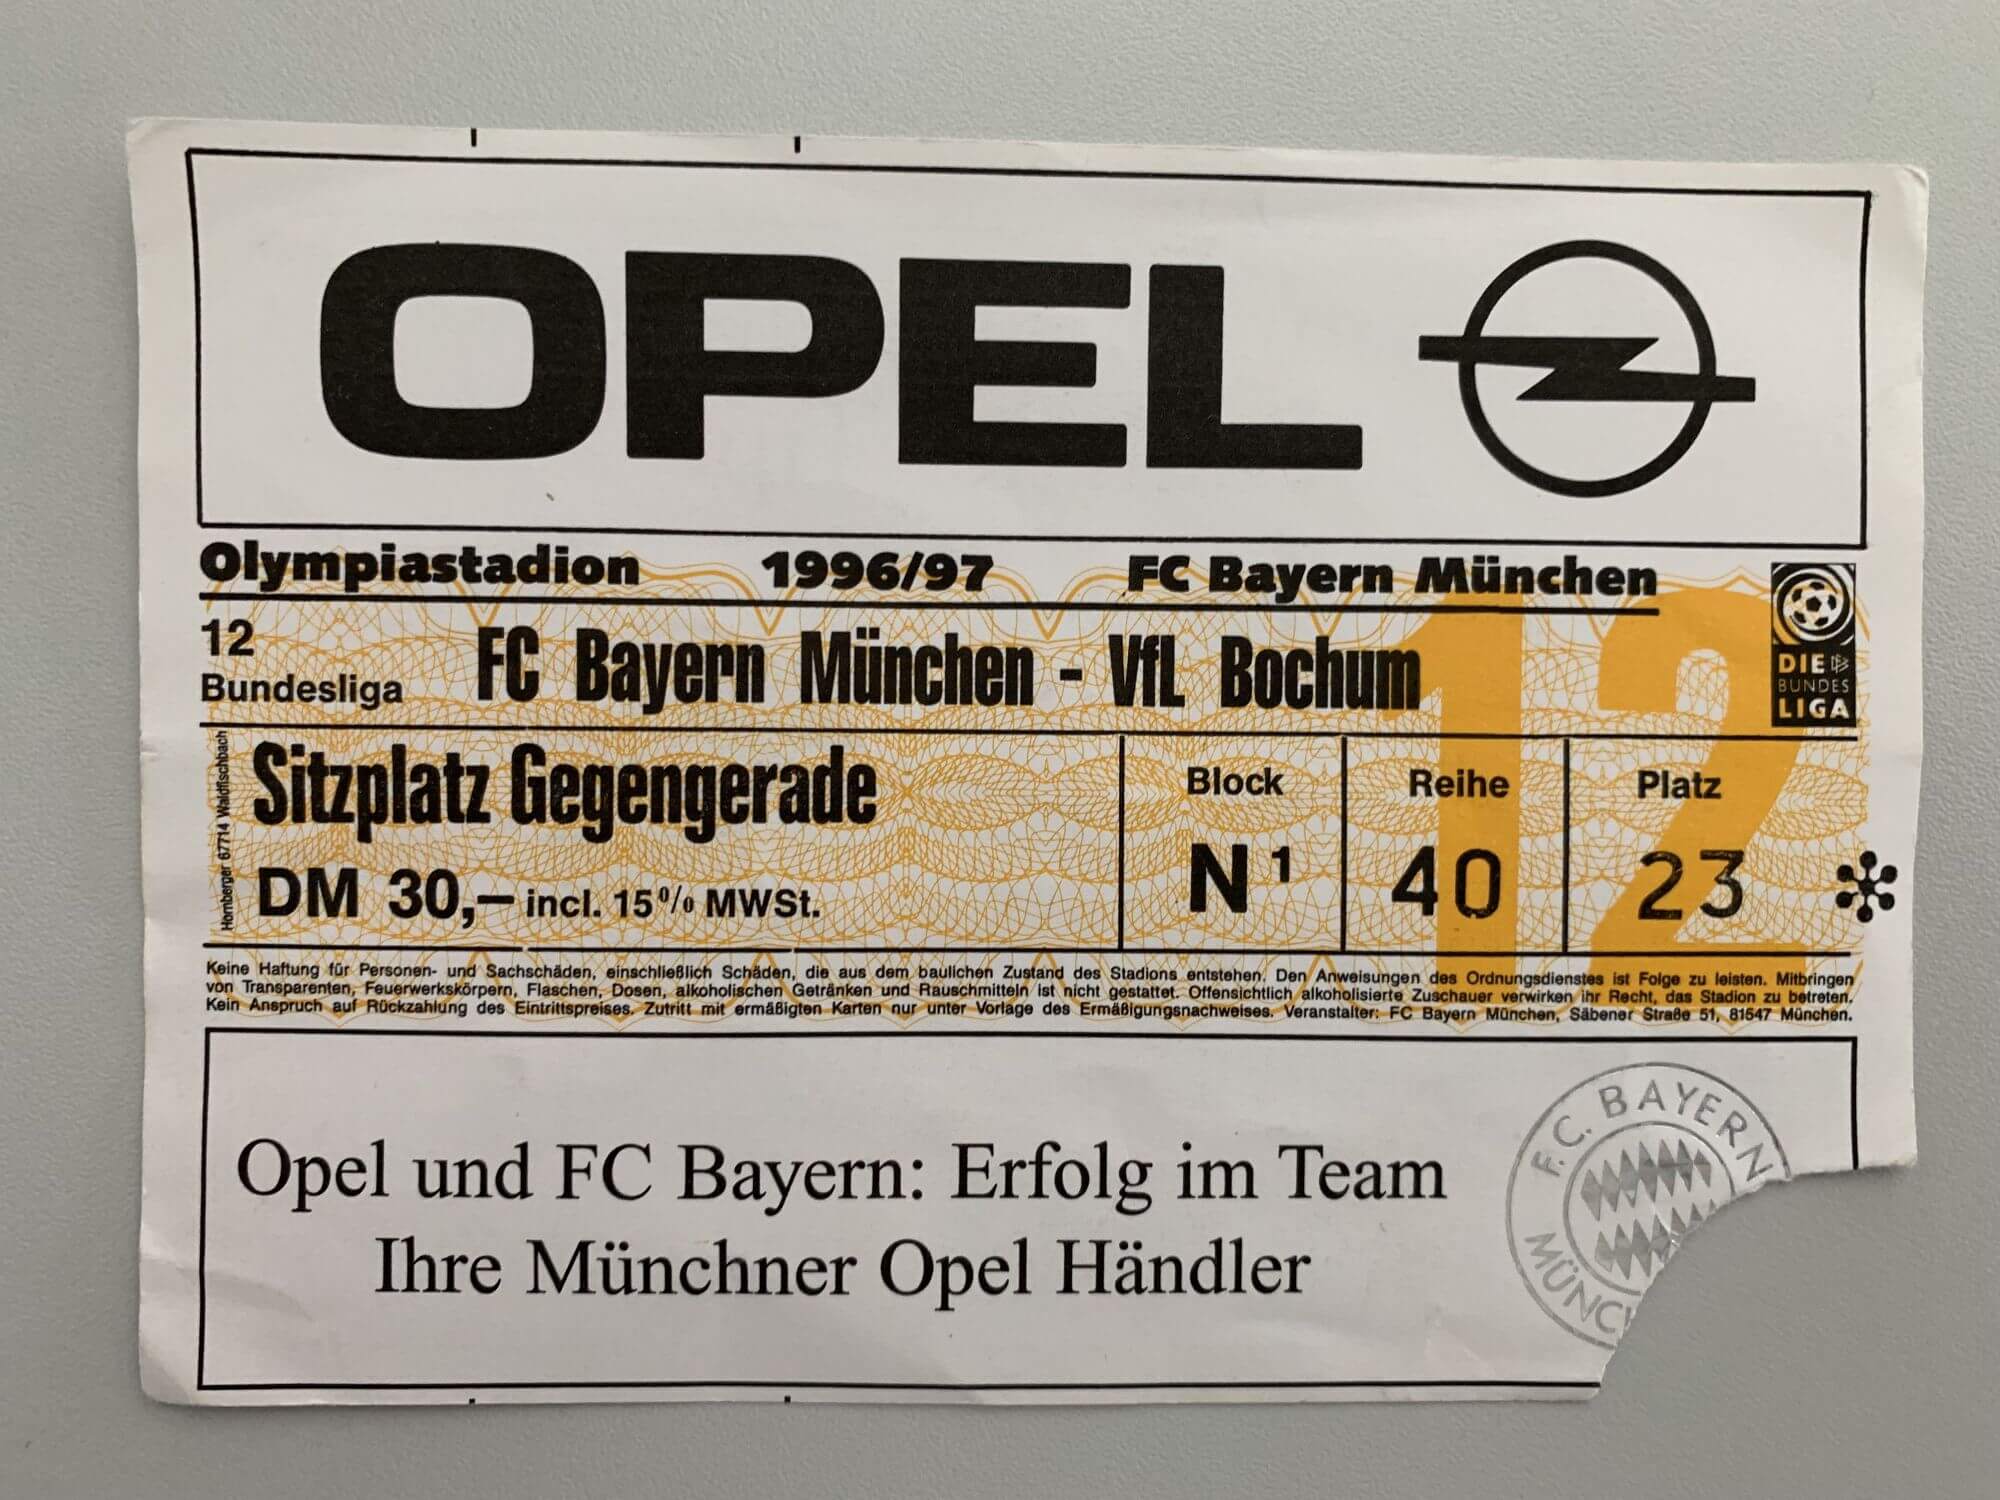 OPEL
Olympiastadion 1996/97 FC Bayern München
12
Bundesliga
FC Bayern München - VfL Bochum
12
DIE DFB
BUNDES
LIGA
Hornberger 67714 Waldfischbach
Sitzplatz Gegengerade
DM 30,— incl. 15% MWSt.
Block Reihe Platz
N 1 40 23
Keine Haftung für Personen- und Sachschäden, einschließlich Schäden, die aus dem baulichen Zustand des Stadions entstehen. Den Anweisungen des Ordnungsdienstes ist Folge zu leisten. Mitbringen
von Transparenten, Feuerwerkskörpern, Flaschen, Dosen, alkoholischen Getränken und Rauschmitteln ist nicht gestattet. Offensichtlich alkoholisierte Zuschauer verwirken ihr Recht, das Stadion zu betreten.
Kein Anspruch auf Rückzahlung des Eintrittspreises. Zutritt mit ermäßigten Karten nur unter Vorlage des Ermäßigungsnachweises. Veranstalter: FC Bayern München, Säbener Straße 51, 81547 München.
Opel und FC Bayern: Erfolg im Team
Ihre Münchner Opel Händler
F.C. BAYERN
MÜNC